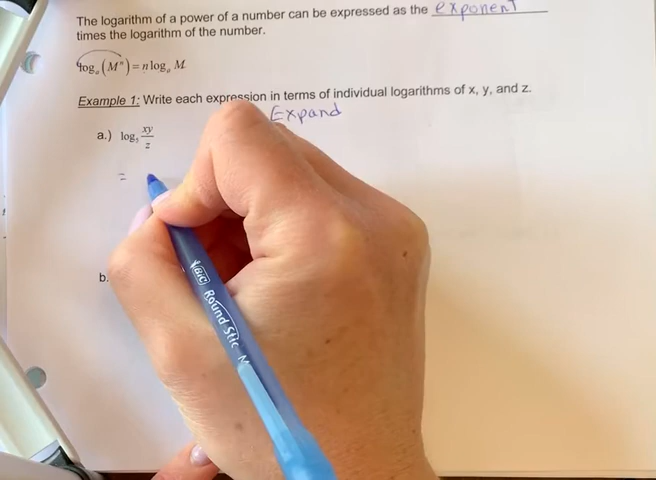 The logarithm of a power of a number can be expressed as the exponent
times the logarithm of the number.
logₐ(Mⁿ) = n logₐ M
Example 1: Write each expression in terms of individual logarithms of x, y, and z.
Expand
a.) log₅ xy/z
=
b.
BIC Round Stic M